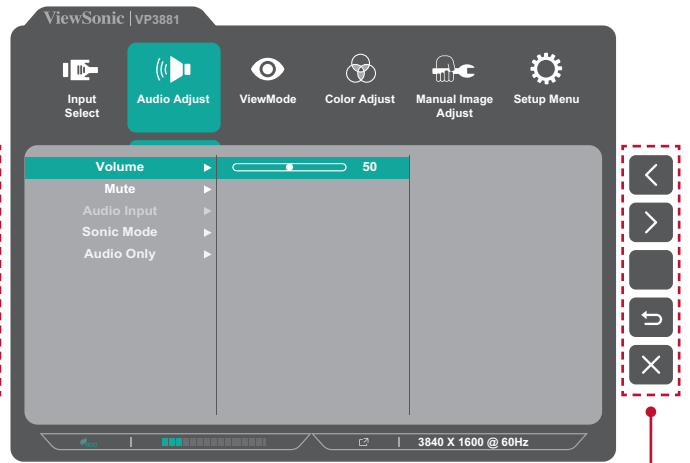 ViewSonic | VP3881
Input Select
Audio Adjust
ViewMode
Color Adjust
Manual Image Adjust
Setup Menu
Volume
50
Mute
Audio Input
Sonic Mode
Audio Only
3840 X 1600 @ 60Hz